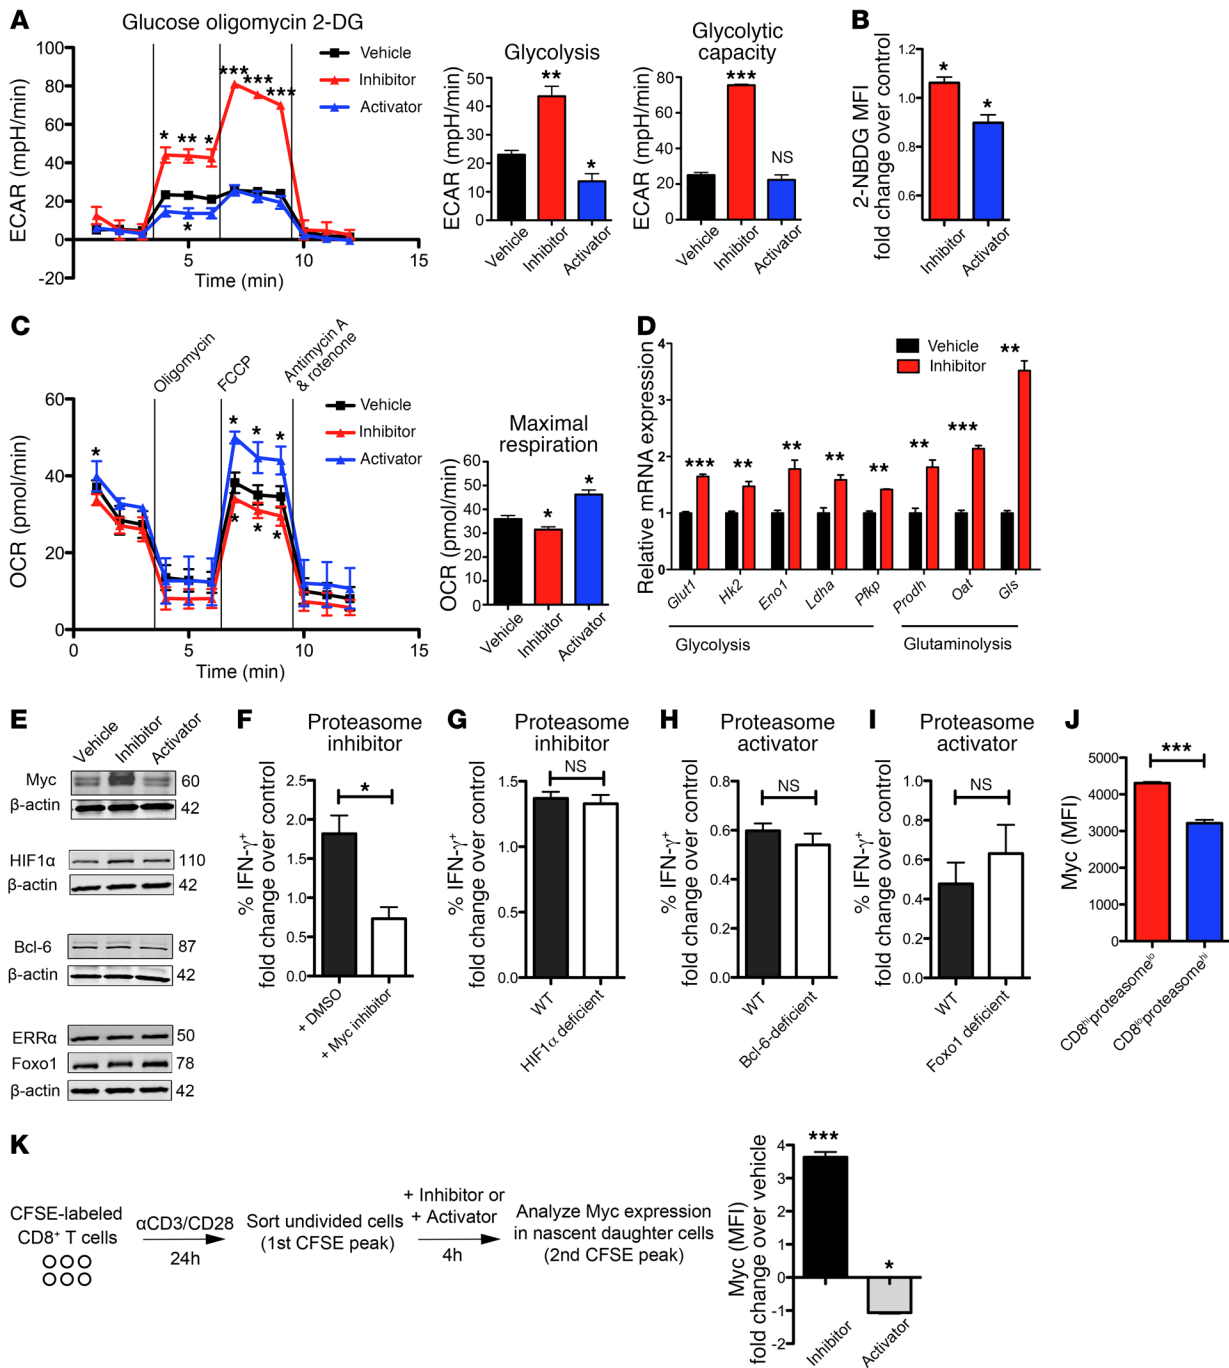 A
Glucose oligomycin 2-DG
ECAR (mpH/min)
100
80
60
40
20
0
-20
5
10
15
Time (min)
Vehicle
Inhibitor
Activator
* ** *
*** *** ***
*
Glycolysis
ECAR (mpH/min)
50
40
30
20
10
0
**
*
Vehicle
Inhibitor
Activator
Glycolytic
capacity
ECAR (mpH/min)
80
60
40
20
0
***
NS
Vehicle
Inhibitor
Activator
B
2-NBDG MFI
fold change over control
1.2
1.0
0.8
0.6
*
*
Inhibitor
Activator
C
Oligomycin
FCCP
Antimycin A
& rotenone
OCR (pmol/min)
60
40
20
0
0
5
10
15
Time (min)
Vehicle
Inhibitor
Activator
*
* * *
* * *
Maximal
respiration
OCR (pmol/min)
60
50
40
30
20
10
0
*
*
Vehicle
Inhibitor
Activator
D
Relative mRNA expression
4
3
2
1
0
Vehicle
Inhibitor
*** ** ** ** ** ** *** **
Glut1
Hk2
Eno1
Ldha
Pfkp
Prodh
Oat
Gls
Glycolysis
Glutaminolysis
E
Vehicle
Inhibitor
Activator
Myc 60
β-actin 42
HIF1α 110
β-actin 42
Bcl-6 87
β-actin 42
ERRα 50
Foxo1 78
β-actin 42
F
Proteasome
inhibitor
% IFN-γ⁺
fold change over control
2.5
2.0
1.5
1.0
0.5
0.0
*
+ DMSO
+ Myc inhibitor
G
Proteasome
inhibitor
% IFN-γ⁺
fold change over control
1.5
1.0
0.5
0.0
NS
WT
HIF1α deficient
H
Proteasome
activator
% IFN-γ⁺
fold change over control
0.8
0.6
0.4
0.2
0.0
NS
WT
Bcl-6-deficient
I
Proteasome
activator
% IFN-γ⁺
fold change over control
1.0
0.8
0.6
0.4
0.2
0.0
NS
WT
Foxo1 deficient
J
Myc (MFI)
5000
4000
3000
2000
1000
0
***
CD8ʰⁱproteasomeˡᵒ
CD8ˡᵒproteasomeʰⁱ
K
CFSE-labeled
CD8⁺ T cells
αCD3/CD28
24h
Sort undivided cells
(1st CFSE peak)
+ Inhibitor or
+ Activator
4h
Analyze Myc expression
in nascent daughter cells
(2nd CFSE peak)
Myc (MFI)
fold change over vehicle
4
3
2
1
0
-1
-2
***
*
Inhibitor
Activator